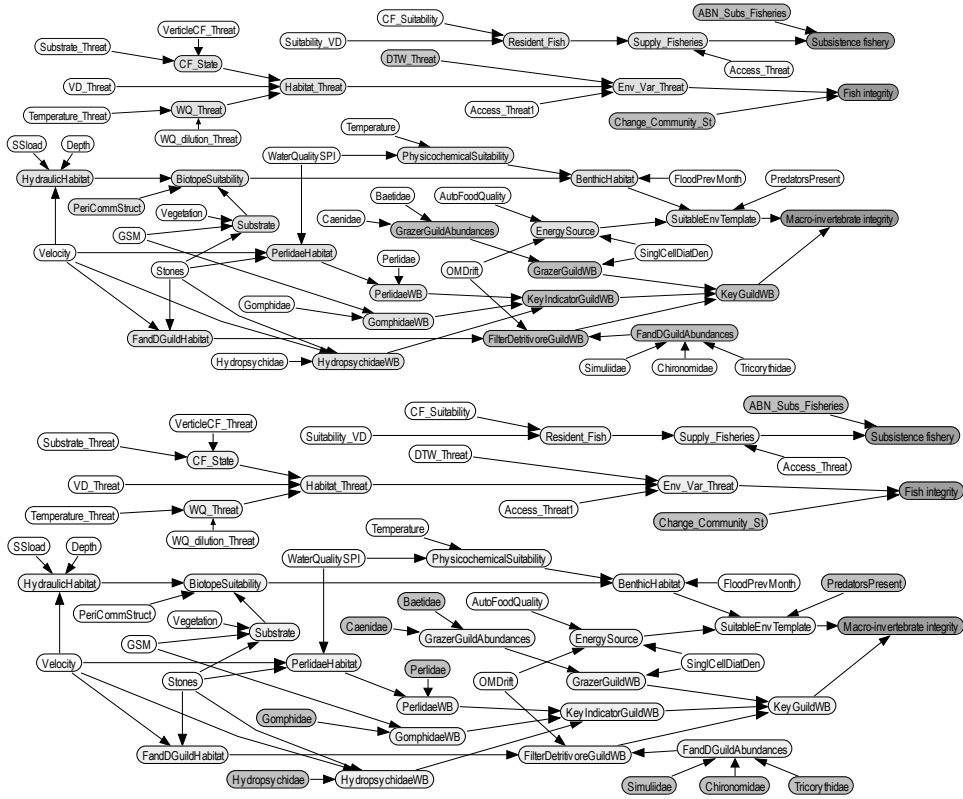 ABN_Subs_Fisheries
CF_Suitability
VerticleCF_Threat
Suitability_VD
Resident_Fish
Supply_Fisheries
Subsistence fishery
Substrate_Threat
CF_State
DTW_Threat
Access_Threat
VD_Threat
Habitat_Threat
Env_Var_Threat
Fish integrity
Temperature_Threat
WQ_Threat
Access_Threat1
Change_Community_St
WQ_dilution_Threat
Temperature
SSload
Depth
WaterQualitySPI
PhysicochemicalSuitability
HydraulicHabitat
BiotopeSuitability
BenthicHabitat
FloodPrevMonth
PredatorsPresent
PeriCommStruct
Baetidae
AutoFoodQuality
Vegetation
Caenidae
SuitableEnvTemplate
Macro-invertebrate integrity
Substrate
GrazerGuildAbundances
EnergySource
GSM
Velocity
PerlidaeHabitat
SinglCellDiatDen
Perlidae
Stones
OMDrift
GrazerGuildWB
PerlidaeWB
KeyIndicatorGuildWB
KeyGuildWB
Gomphidae
GomphidaeWB
FandDGuildHabitat
FilterDetritivoreGuildWB
FandDGuildAbundances
Hydropsychidae
HydropsychidaeWB
Simuliidae
Chironomidae
Tricorythidae
ABN_Subs_Fisheries
CF_Suitability
VerticleCF_Threat
Suitability_VD
Resident_Fish
Supply_Fisheries
Subsistence fishery
Substrate_Threat
CF_State
DTW_Threat
Access_Threat
VD_Threat
Habitat_Threat
Env_Var_Threat
Fish integrity
Temperature_Threat
WQ_Threat
Access_Threat1
Change_Community_St
WQ_dilution_Threat
Temperature
SSload
Depth
WaterQualitySPI
PhysicochemicalSuitability
HydraulicHabitat
BiotopeSuitability
BenthicHabitat
FloodPrevMonth
PredatorsPresent
PeriCommStruct
Baetidae
AutoFoodQuality
Vegetation
Caenidae
SuitableEnvTemplate
Macro-invertebrate integrity
Substrate
GrazerGuildAbundances
EnergySource
GSM
Velocity
PerlidaeHabitat
SinglCellDiatDen
Perlidae
Stones
OMDrift
GrazerGuildWB
PerlidaeWB
KeyIndicatorGuildWB
KeyGuildWB
Gomphidae
GomphidaeWB
FandDGuildHabitat
FilterDetritivoreGuildWB
FandDGuildAbundances
Hydropsychidae
HydropsychidaeWB
Simuliidae
Chironomidae
Tricorythidae